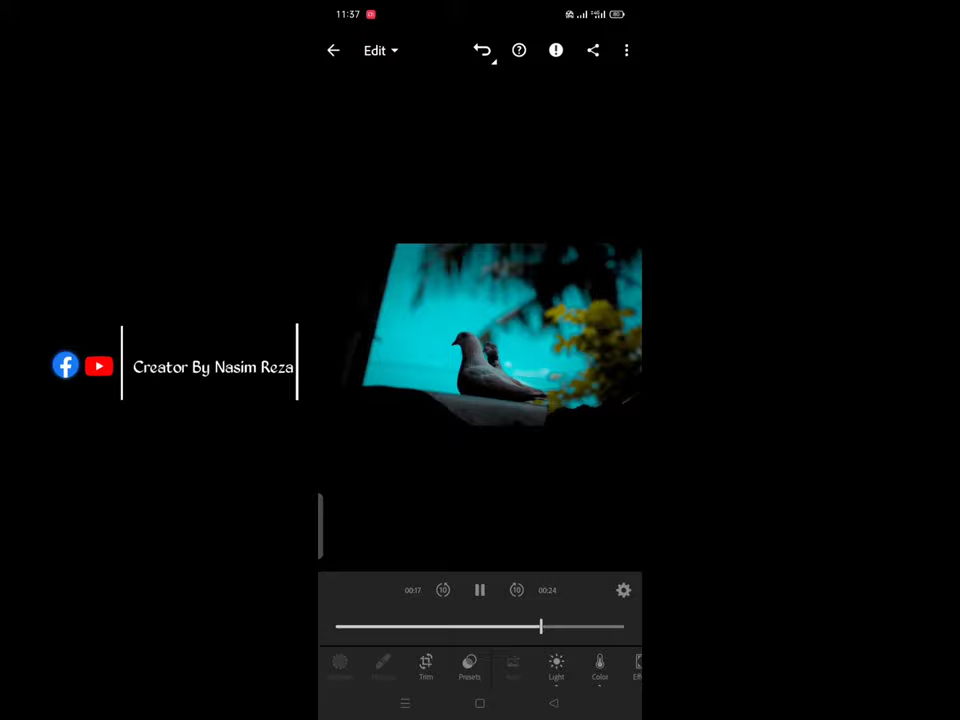 11:37
Edit
Creator By Nasim Reza
00:17
10
10
00:24
Trim
Presets
Light
Color